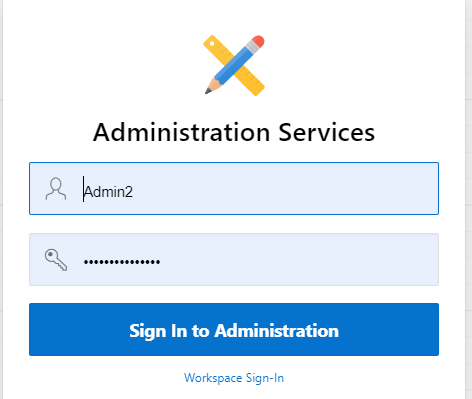 Administration Services
Admin2
•••••••••••••••
Sign In to Administration
Workspace Sign-In